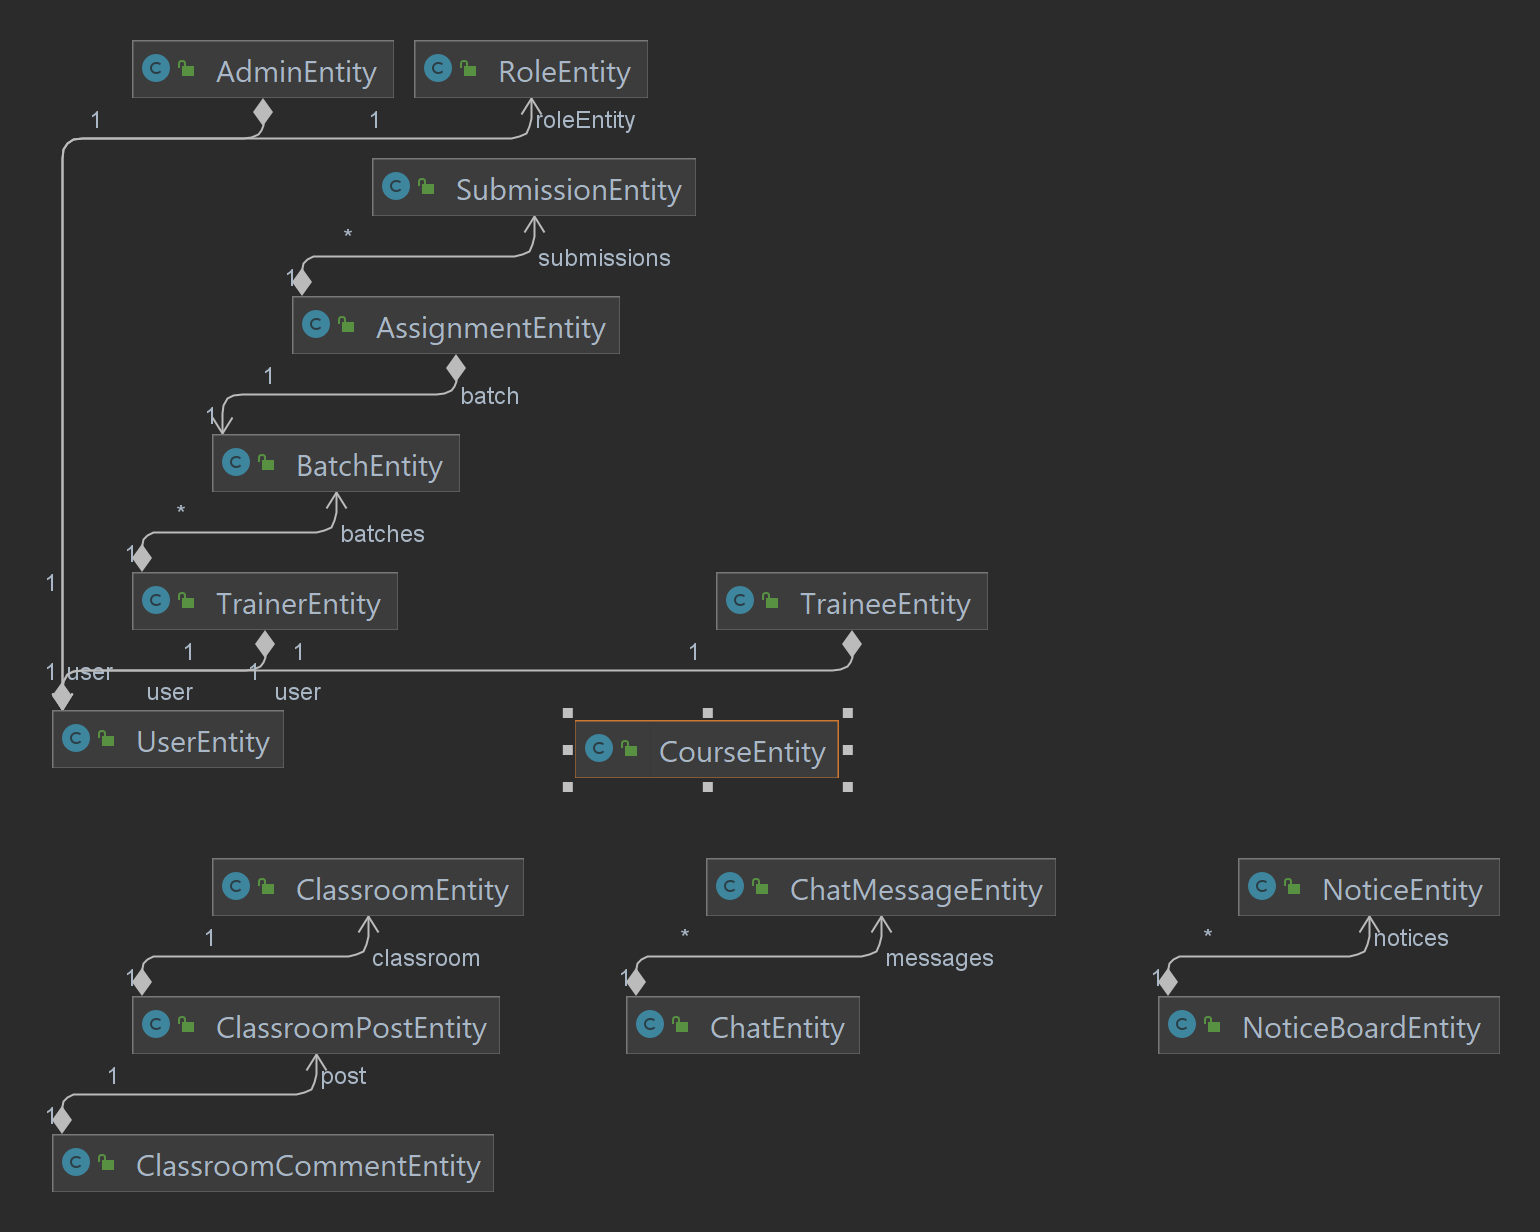 C AdminEntity
C RoleEntity
1
1
roleEntity
C SubmissionEntity
*
submissions
1
C AssignmentEntity
1
batch
1
C BatchEntity
*
batches
1
C TrainerEntity
C TraineeEntity
1
1
1
1
1 user
1
user
user
C UserEntity
C CourseEntity
C ClassroomEntity
C ChatMessageEntity
C NoticeEntity
1
classroom
1
*
messages
1
*
notices
1
C ClassroomPostEntity
C ChatEntity
C NoticeBoardEntity
1
post
1
C ClassroomCommentEntity